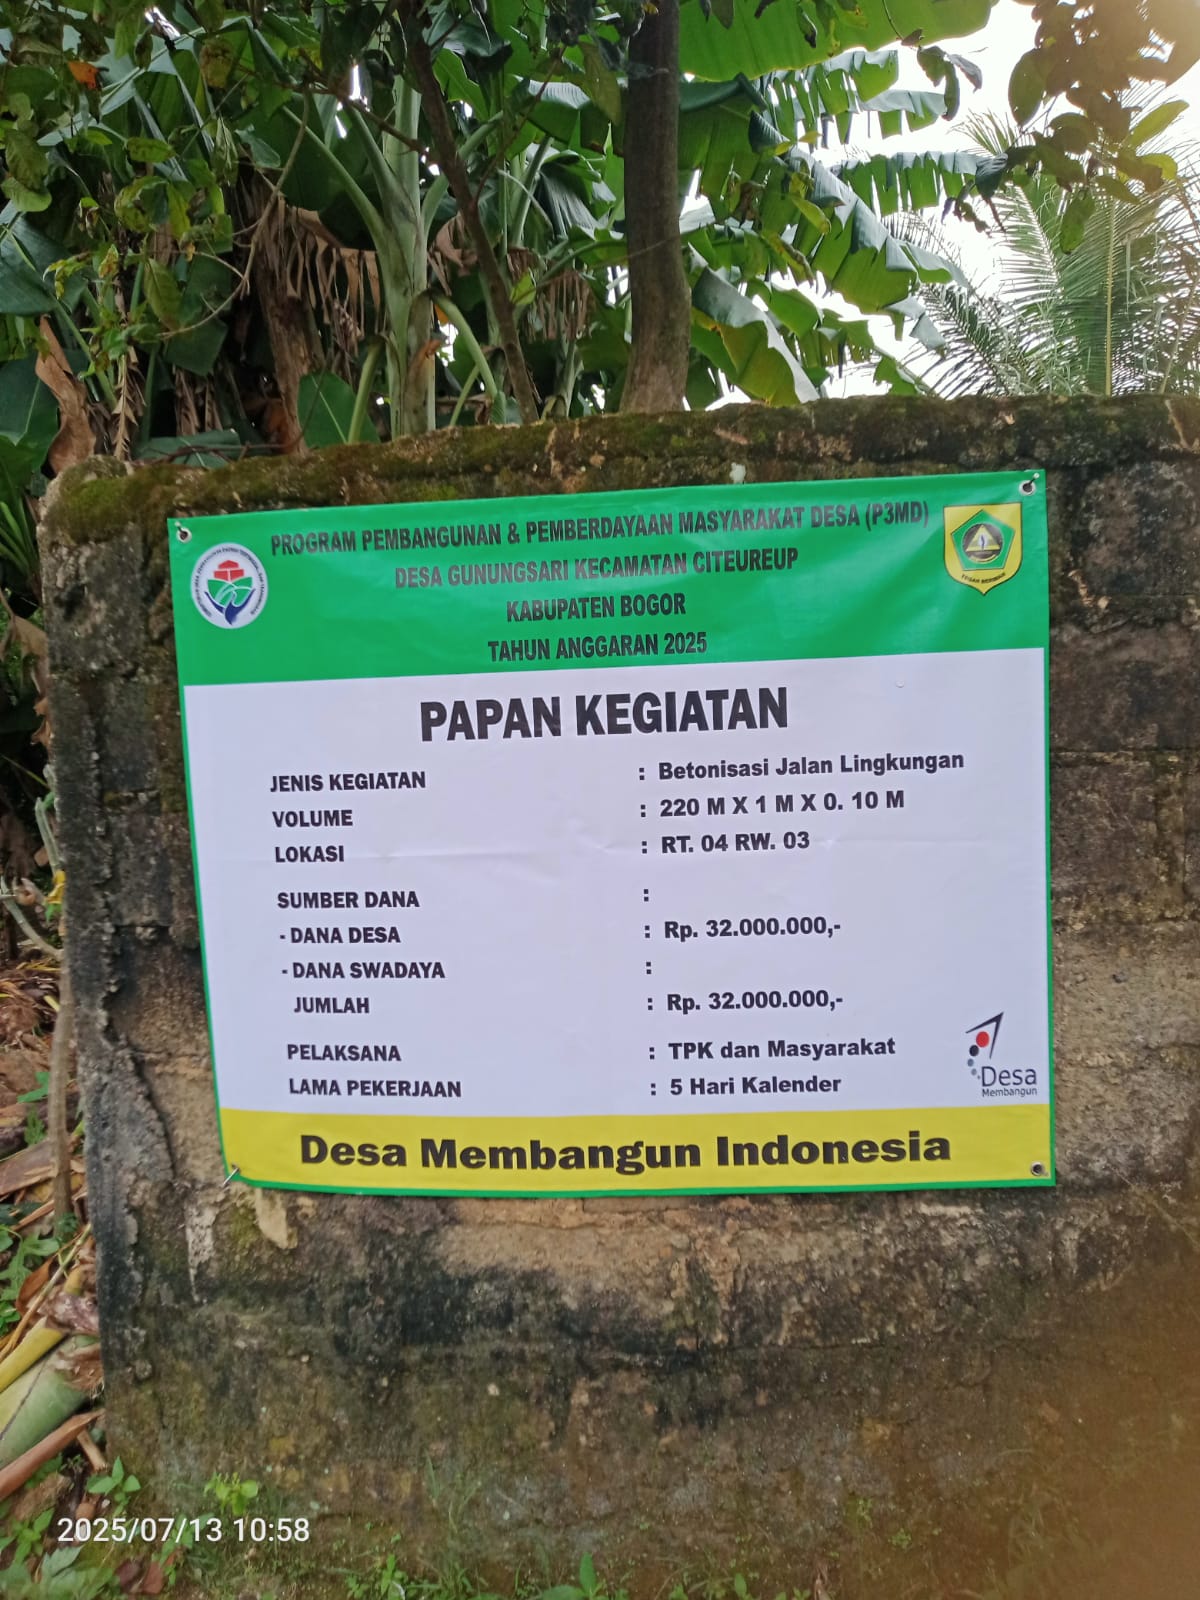 PROGRAM PEMBANGUNAN & PEMBERDAYAAN MASYARAKAT DESA (P3MD)
DESA GUNUNGSARI KECAMATAN CITEUREUP
KABUPATEN BOGOR
TAHUN ANGGARAN 2025
TEGAR BERIMAN
PAPAN KEGIATAN
JENIS KEGIATAN : Betonisasi Jalan Lingkungan
VOLUME : 220 M X 1 M X 0. 10 M
LOKASI : RT. 04 RW. 03
SUMBER DANA :
- DANA DESA : Rp. 32.000.000,-
- DANA SWADAYA :
JUMLAH : Rp. 32.000.000,-
PELAKSANA : TPK dan Masyarakat
LAMA PEKERJAAN : 5 Hari Kalender
Desa
Membangun
Desa Membangun Indonesia
2025/07/13 10:58